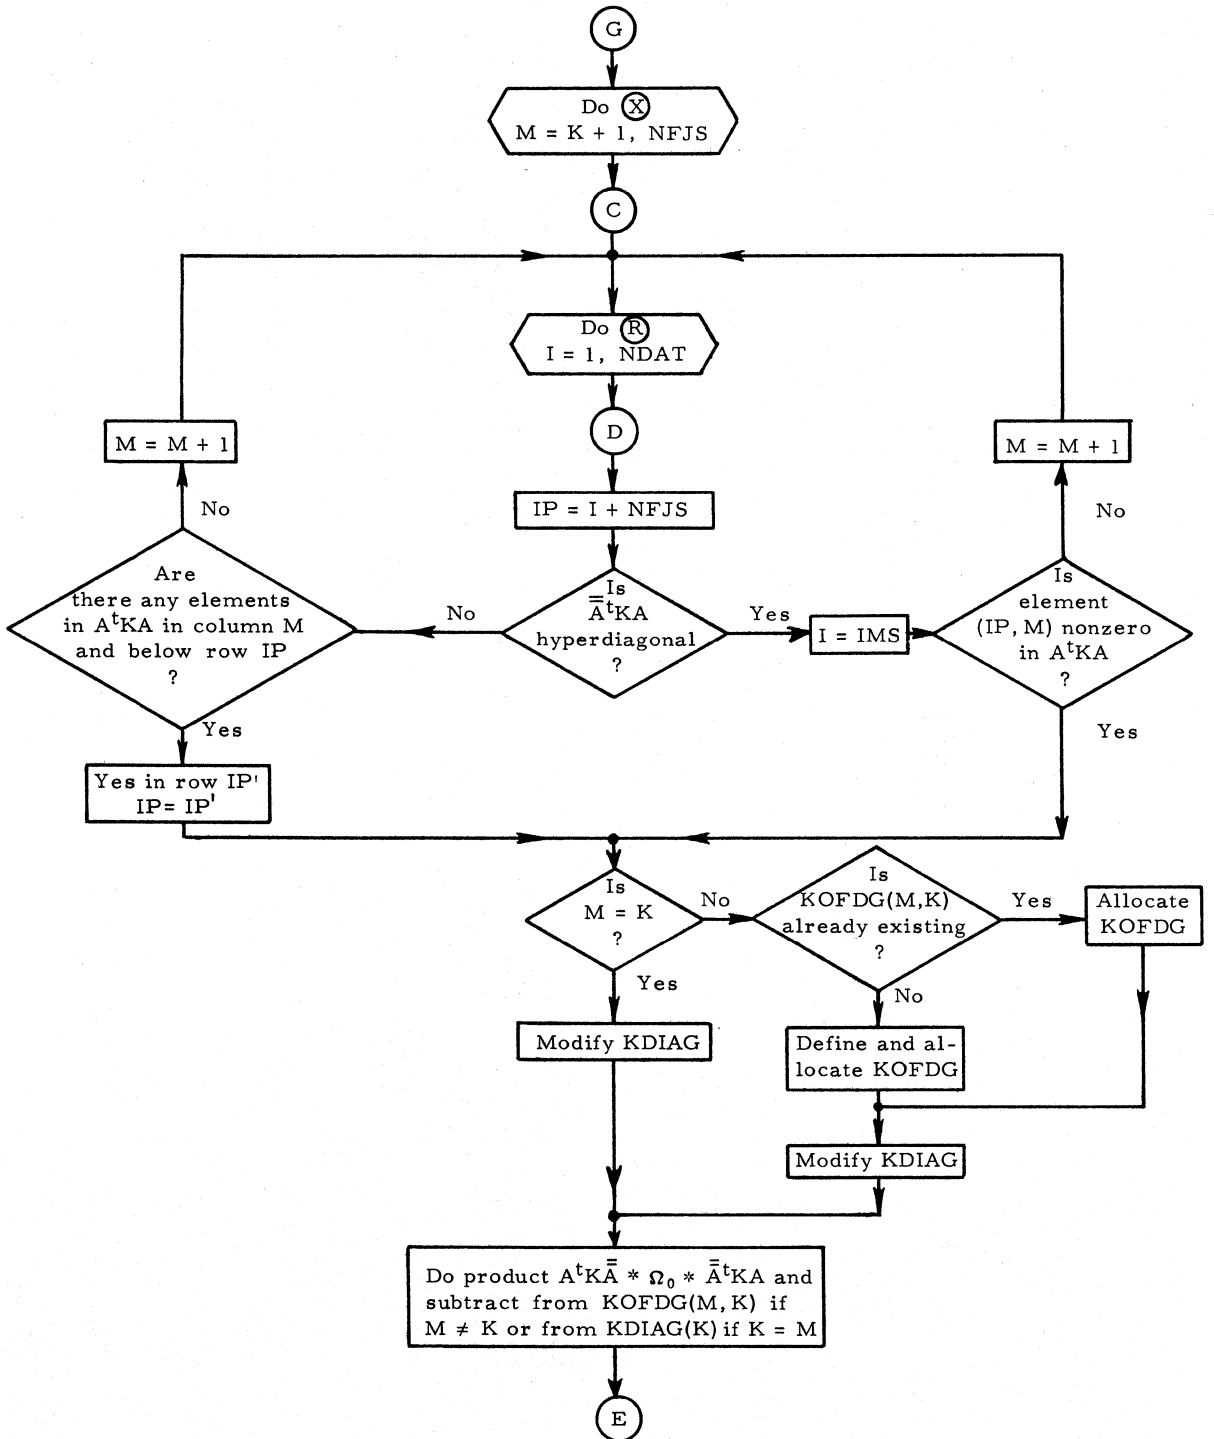 G
Do Ⓧ
M = K + 1, NFJS
C
Do Ⓡ
I = 1, NDAT
D
M = M + 1
M = M + 1
IP = I + NFJS
No
No
Are
there any elements
in AᵗKA in column M
and below row IP
?
No
Is
A̿ᵗKA
hyperdiagonal
?
Yes
I = IMS
Is
element
(IP, M) nonzero
in AᵗKA
?
Yes
Yes
Yes in row IP'
IP= IP'
Is
M = K
?
No
Is
KOFDG(M,K)
already existing
?
Yes
Allocate
KOFDG
Yes
No
Modify KDIAG
Define and al-
locate KOFDG
Modify KDIAG
Do product AᵗKA̿ * Ω₀ * A̿ᵗKA and
subtract from KOFDG(M, K) if
M ≠ K or from KDIAG(K) if K = M
E